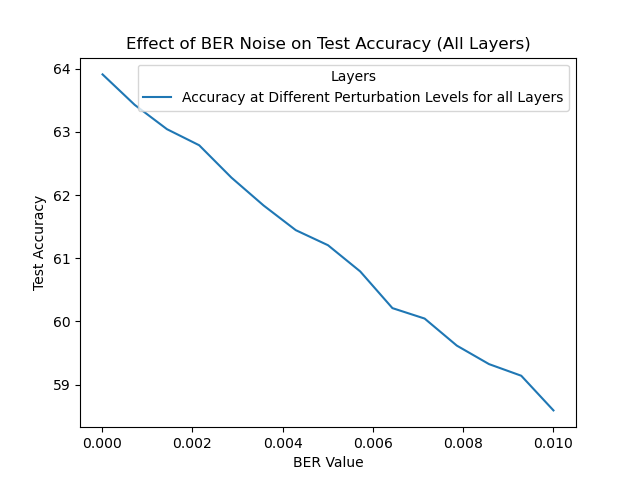 Effect of BER Noise on Test Accuracy (All Layers)
Layers
Accuracy at Different Perturbation Levels for all Layers
Test Accuracy
64
63
62
61
60
59
0.000 0.002 0.004 0.006 0.008 0.010
BER Value